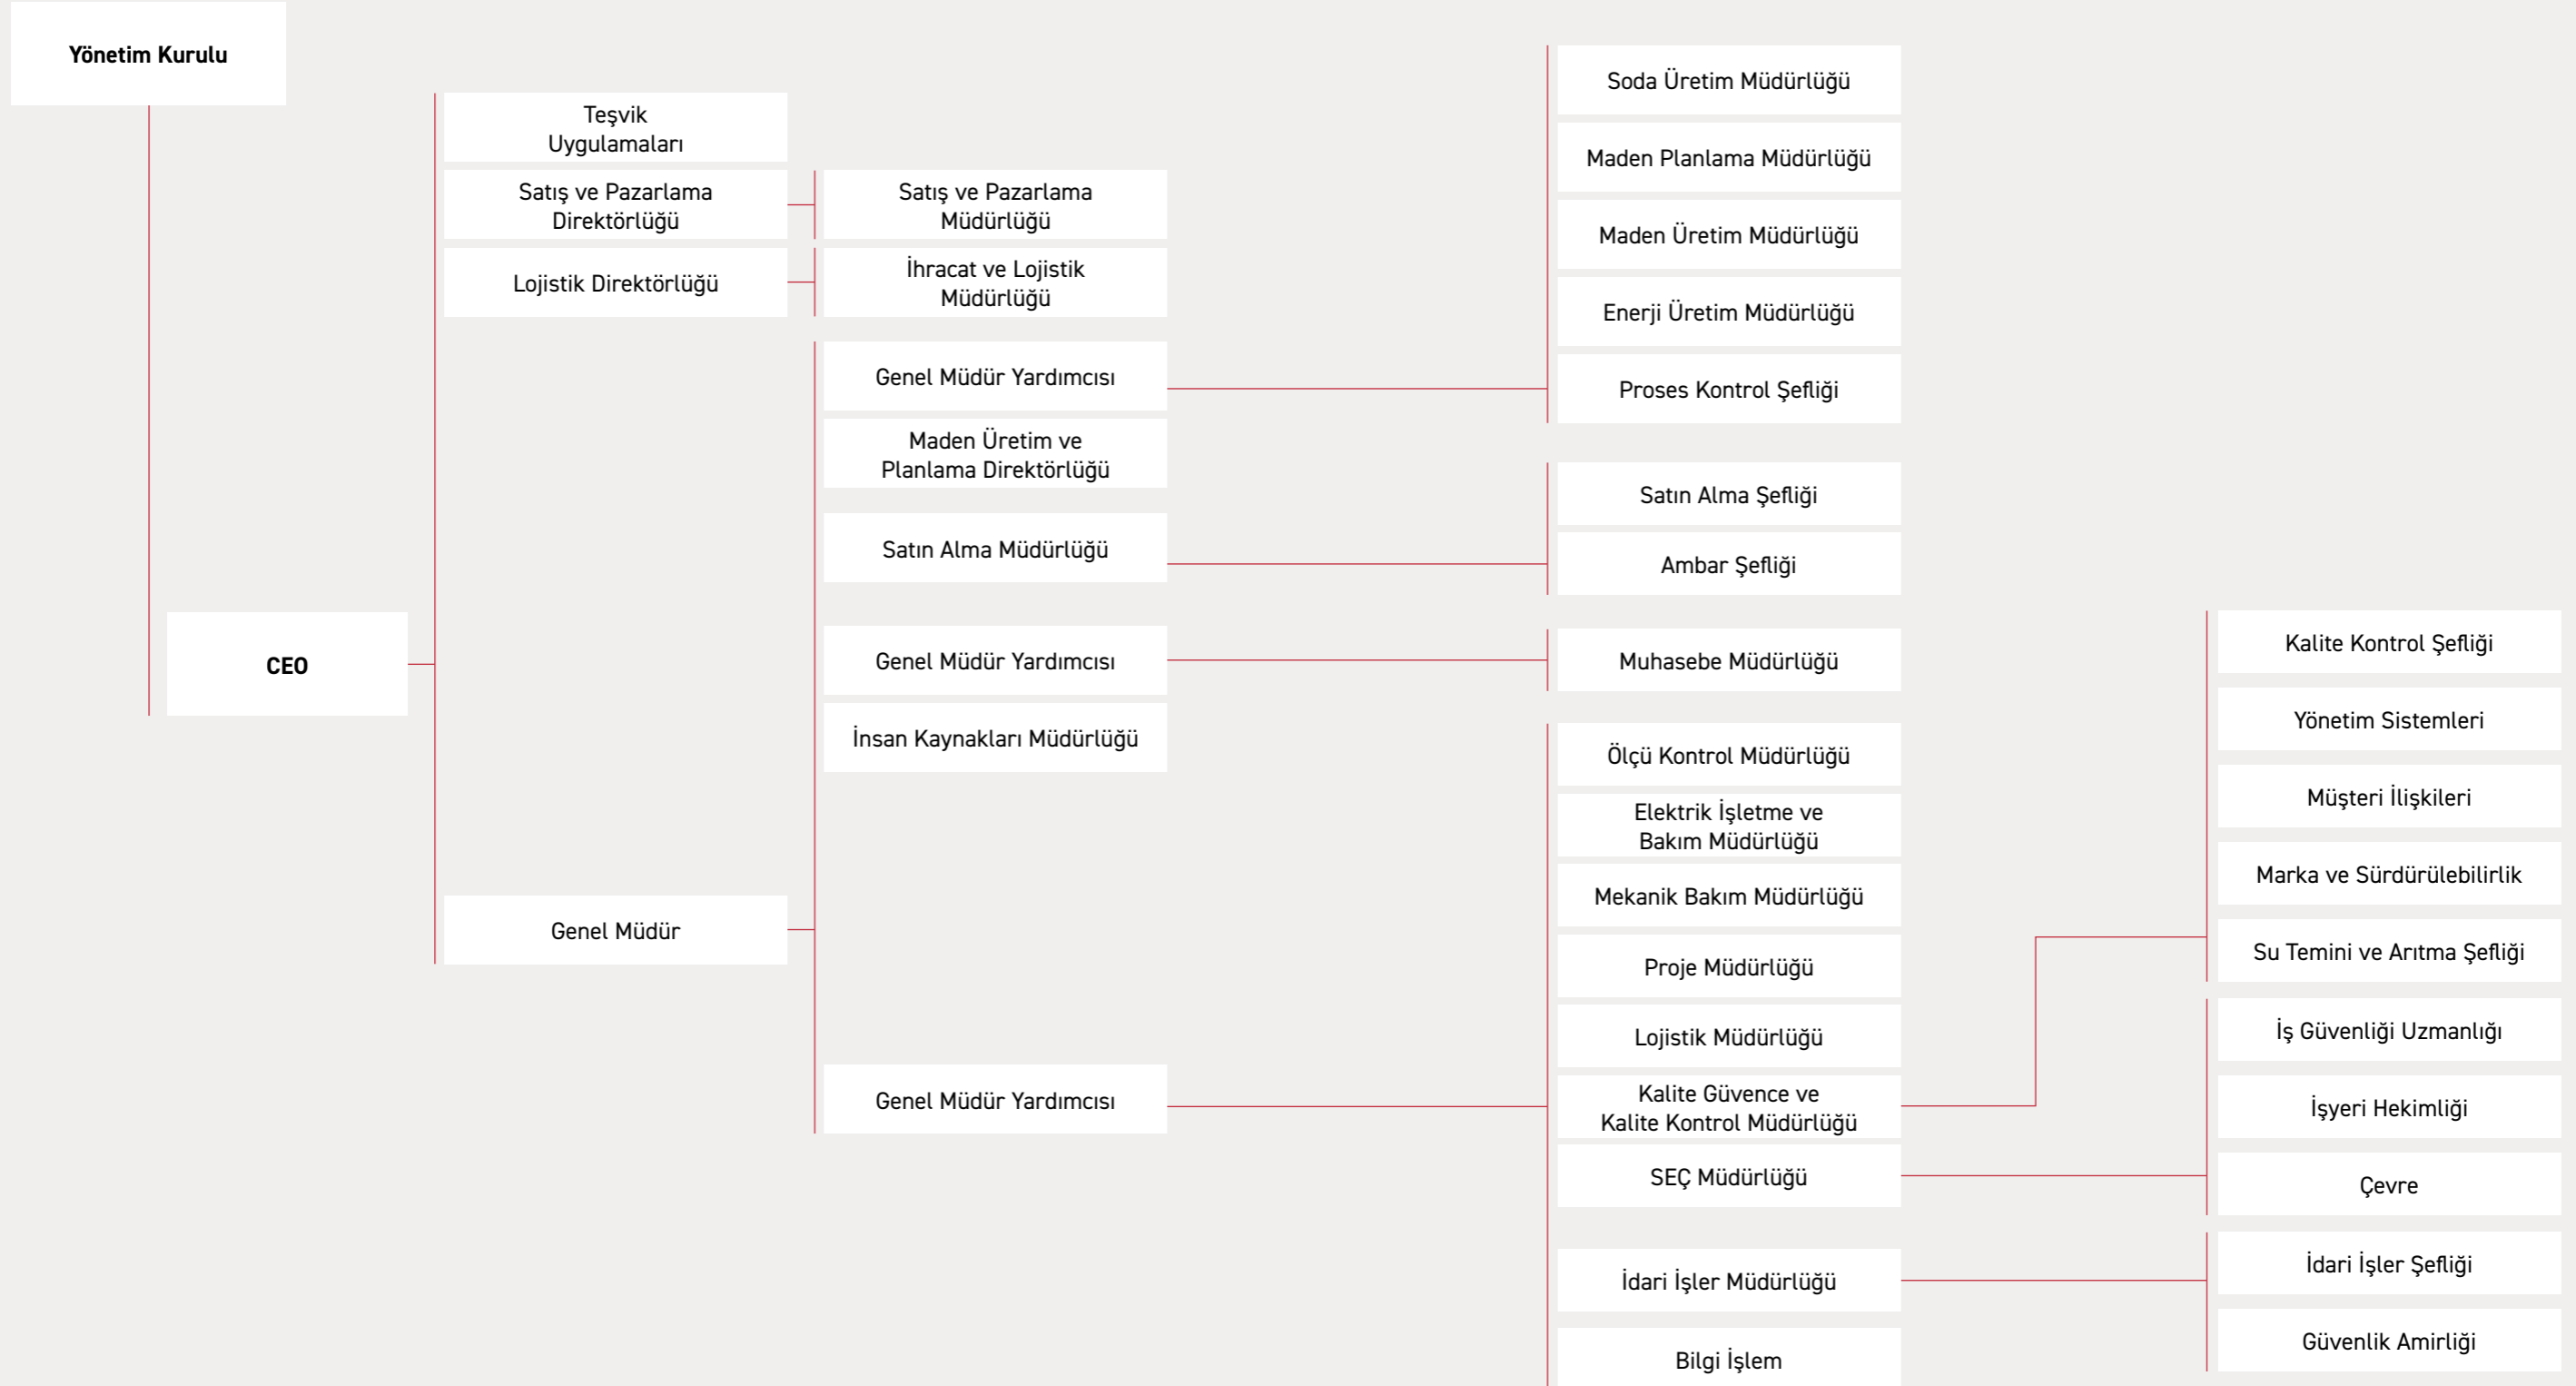 Yönetim Kurulu
CEO
Teşvik
Uygulamaları
Satış ve Pazarlama
Direktörlüğü
Lojistik Direktörlüğü
Genel Müdür
Satış ve Pazarlama
Müdürlüğü
İhracat ve Lojistik
Müdürlüğü
Genel Müdür Yardımcısı
Maden Üretim ve
Planlama Direktörlüğü
Satın Alma Müdürlüğü
Genel Müdür Yardımcısı
İnsan Kaynakları Müdürlüğü
Genel Müdür Yardımcısı
Soda Üretim Müdürlüğü
Maden Planlama Müdürlüğü
Maden Üretim Müdürlüğü
Enerji Üretim Müdürlüğü
Proses Kontrol Şefliği
Satın Alma Şefliği
Ambar Şefliği
Muhasebe Müdürlüğü
Ölçü Kontrol Müdürlüğü
Elektrik İşletme ve
Bakım Müdürlüğü
Mekanik Bakım Müdürlüğü
Proje Müdürlüğü
Lojistik Müdürlüğü
Kalite Güvence ve
Kalite Kontrol Müdürlüğü
SEÇ Müdürlüğü
İdari İşler Müdürlüğü
Bilgi İşlem
Kalite Kontrol Şefliği
Yönetim Sistemleri
Müşteri İlişkileri
Marka ve Sürdürülebilirlik
Su Temini ve Arıtma Şefliği
İş Güvenliği Uzmanlığı
İşyeri Hekimliği
Çevre
İdari İşler Şefliği
Güvenlik Amirliği